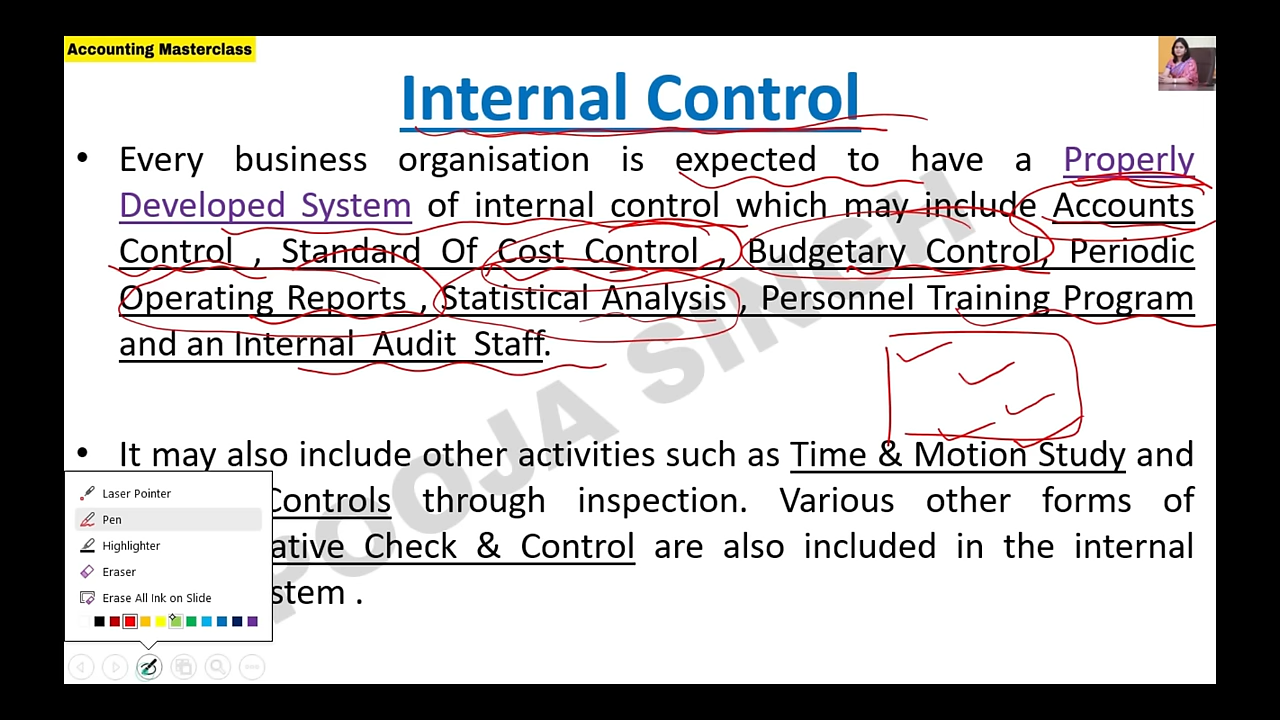 Accounting Masterclass
Internal Control
• Every business organisation is expected to have a Properly
Developed System of internal control which may include Accounts
Control , Standard Of Cost Control , Budgetary Control, Periodic
Operating Reports , Statistical Analysis , Personnel Training Program
and an Internal Audit Staff.
• It may also include other activities such as Time & Motion Study and
Controls through inspection. Various other forms of
ative Check & Control are also included in the internal
stem .
POOJA SINGH
Laser Pointer
Pen
Highlighter
Eraser
Erase All Ink on Slide